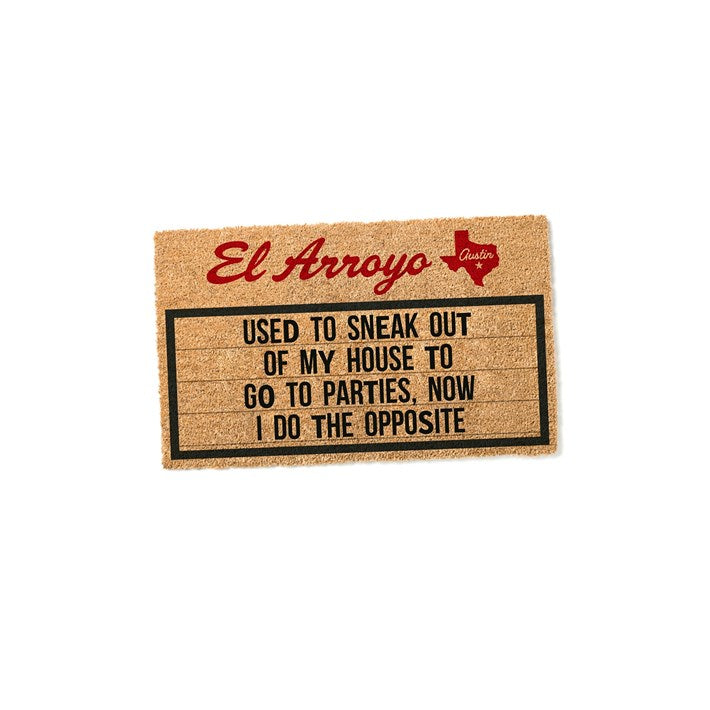 El Arroyo
Austin
USED TO SNEAK OUT
OF MY HOUSE TO
GO TO PARTIES, NOW
I DO THE OPPOSITE